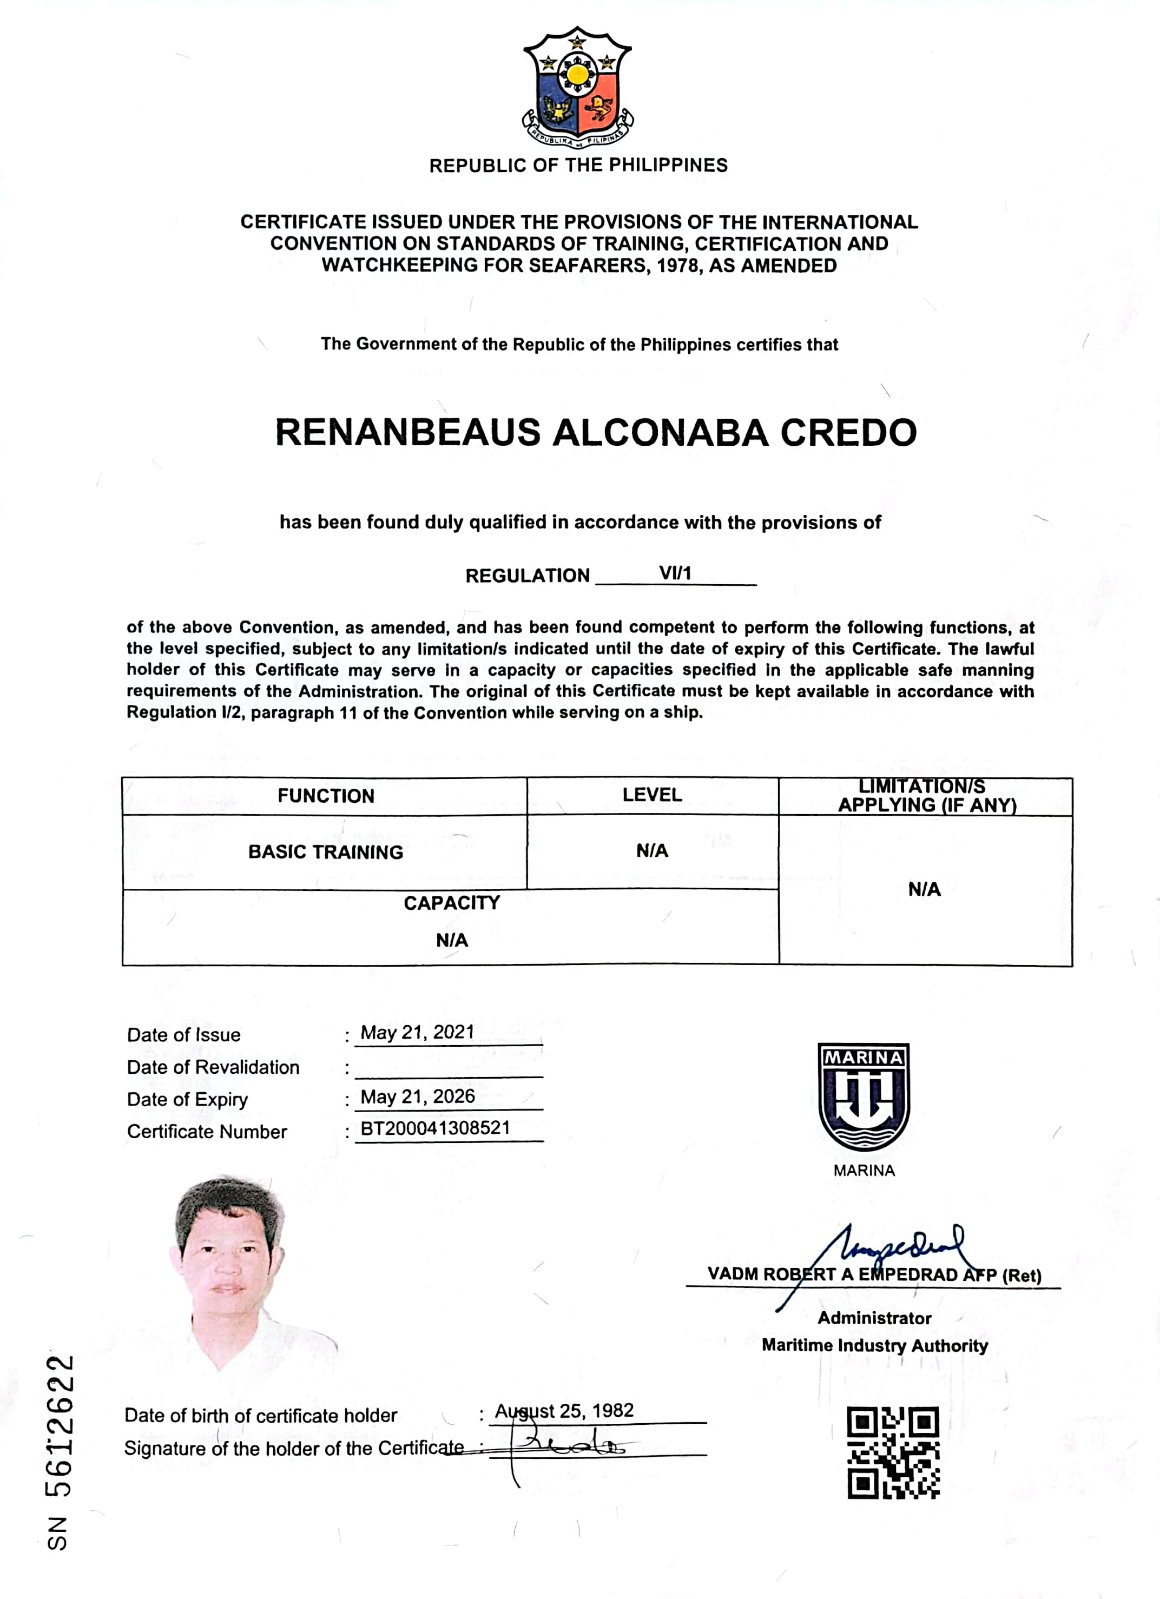 REPUBLIKA NG PILIPINAS
REPUBLIC OF THE PHILIPPINES
CERTIFICATE ISSUED UNDER THE PROVISIONS OF THE INTERNATIONAL
CONVENTION ON STANDARDS OF TRAINING, CERTIFICATION AND
WATCHKEEPING FOR SEAFARERS, 1978, AS AMENDED
The Government of the Republic of the Philippines certifies that
RENANBEAUS ALCONABA CREDO
has been found duly qualified in accordance with the provisions of
REGULATION VI/1
of the above Convention, as amended, and has been found competent to perform the following functions, at
the level specified, subject to any limitation/s indicated until the date of expiry of this Certificate. The lawful
holder of this Certificate may serve in a capacity or capacities specified in the applicable safe manning
requirements of the Administration. The original of this Certificate must be kept available in accordance with
Regulation I/2, paragraph 11 of the Convention while serving on a ship.
FUNCTION LEVEL LIMITATION/S
APPLYING (IF ANY)
BASIC TRAINING N/A N/A
CAPACITY
N/A
Date of Issue : May 21, 2021
Date of Revalidation :
Date of Expiry : May 21, 2026
Certificate Number : BT200041308521
MARINA
MARINA
VADM ROBERT A EMPEDRAD AFP (Ret)
Administrator
Maritime Industry Authority
Date of birth of certificate holder : August 25, 1982
Signature of the holder of the Certificate :
SN 5612622